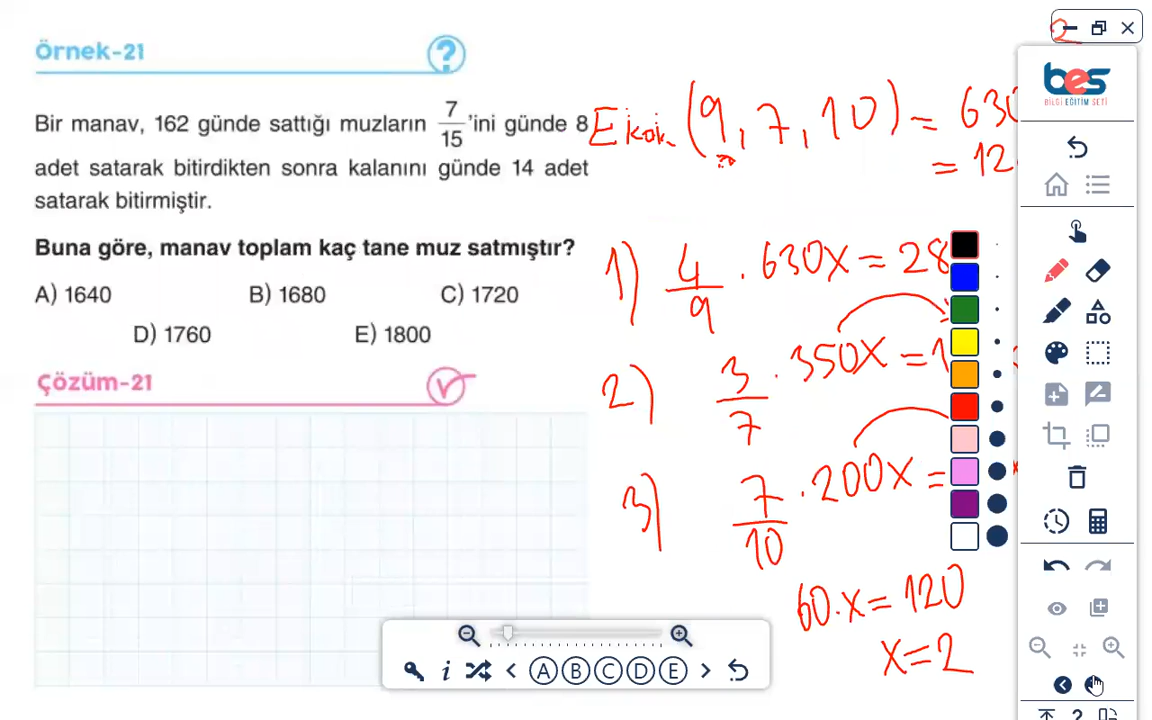 Örnek-21
?
Bir manav, 162 günde sattığı muzların 7/15 'ini günde 8
adet satarak bitirdikten sonra kalanını günde 14 adet
satarak bitirmiştir.
Buna göre, manav toplam kaç tane muz satmıştır?
A) 1640 B) 1680 C) 1720
D) 1760 E) 1800
Çözüm-21
2
Ekok (9, 7, 10) = 630
= 12
1) 4/9 . 630x = 28
2) 3/7 . 350x = 1
3) 7/10 . 200x =
60.x = 120
x = 2
bes
BİLGİ EĞİTİM SETİ
i A B C D E